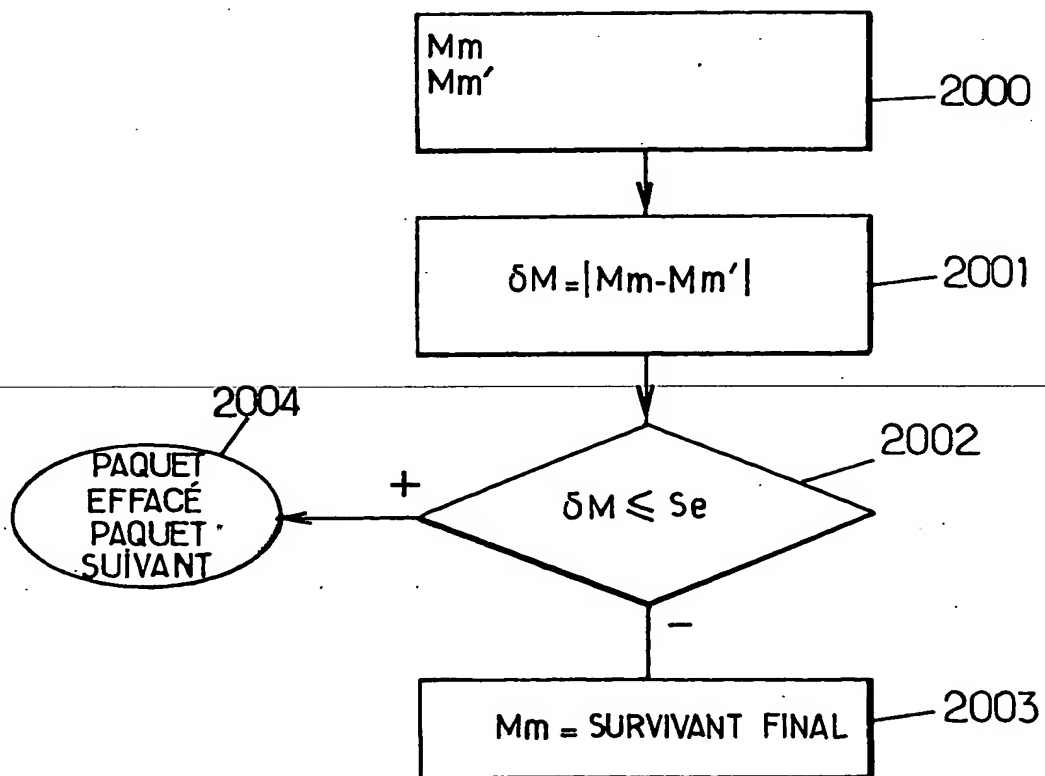 Mm
Mm′
2000
δM=|Mm-Mm′|
2001
2004
2002
PAQUET
EFFACÉ
PAQUET
SUIVANT
+
δM ⩽ Se
-
Mm = SURVIVANT FINAL
2003